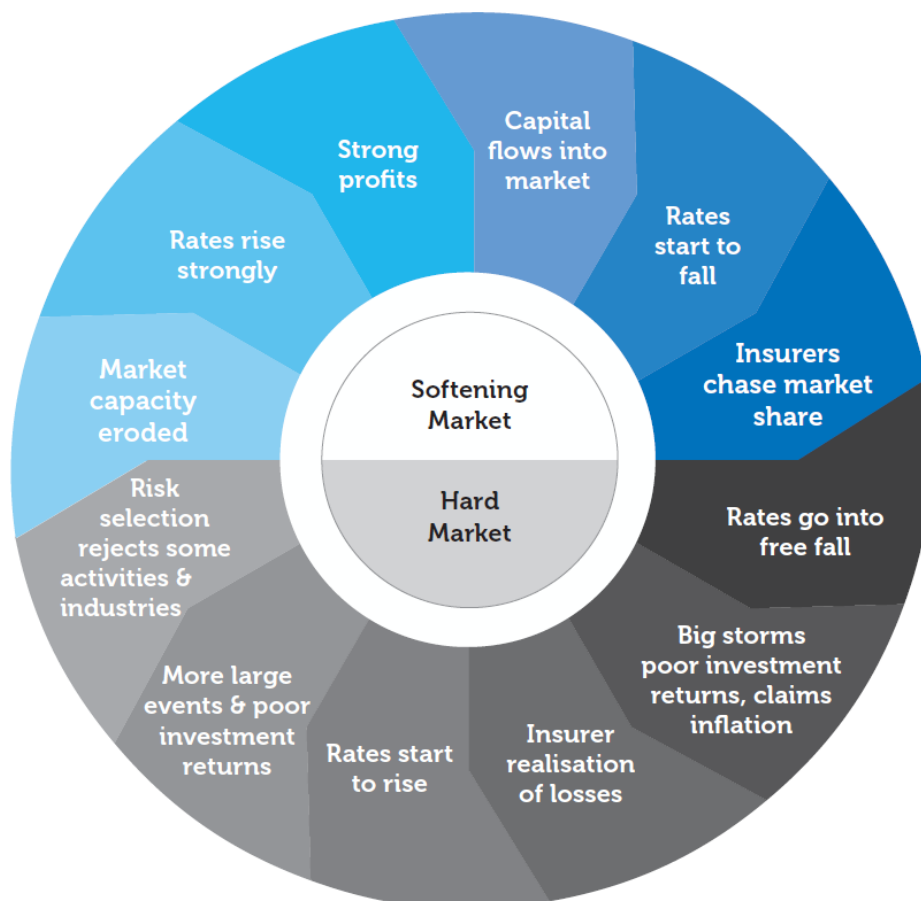 Capital
flows into
market
Rates
start to
fall
Insurers
chase market
share
Rates go into
free fall
Big storms
poor investment
returns, claims
inflation
Insurer
realisation
of losses
Rates start
to rise
More large
events & poor
investment
returns
Risk
selection
rejects some
activities &
industries
Market
capacity
eroded
Rates rise
strongly
Strong
profits
Softening
Market
Hard
Market